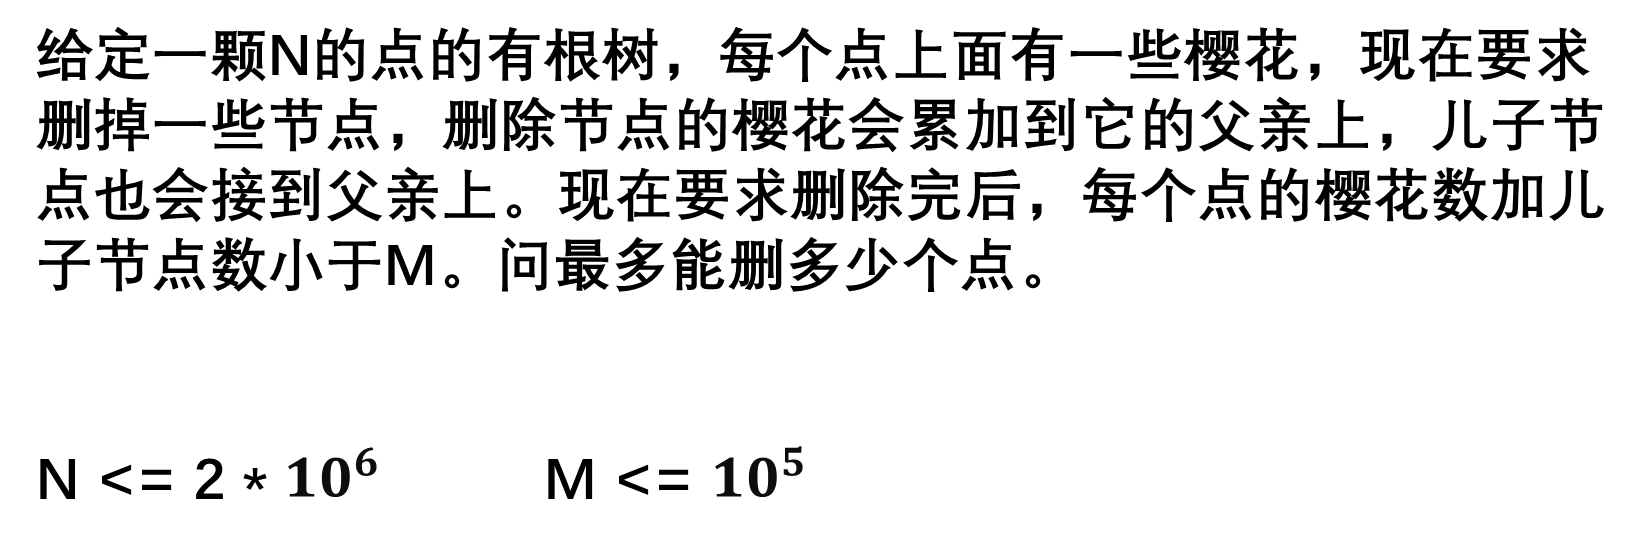 给定一颗N的点的有根树，每个点上面有一些樱花，现在要求
删掉一些节点，删除节点的樱花会累加到它的父亲上，儿子节
点也会接到父亲上。现在要求删除完后，每个点的樱花数加儿
子节点数小于M。问最多能删多少个点。
N <= 2 * 10⁶ M <= 10⁵